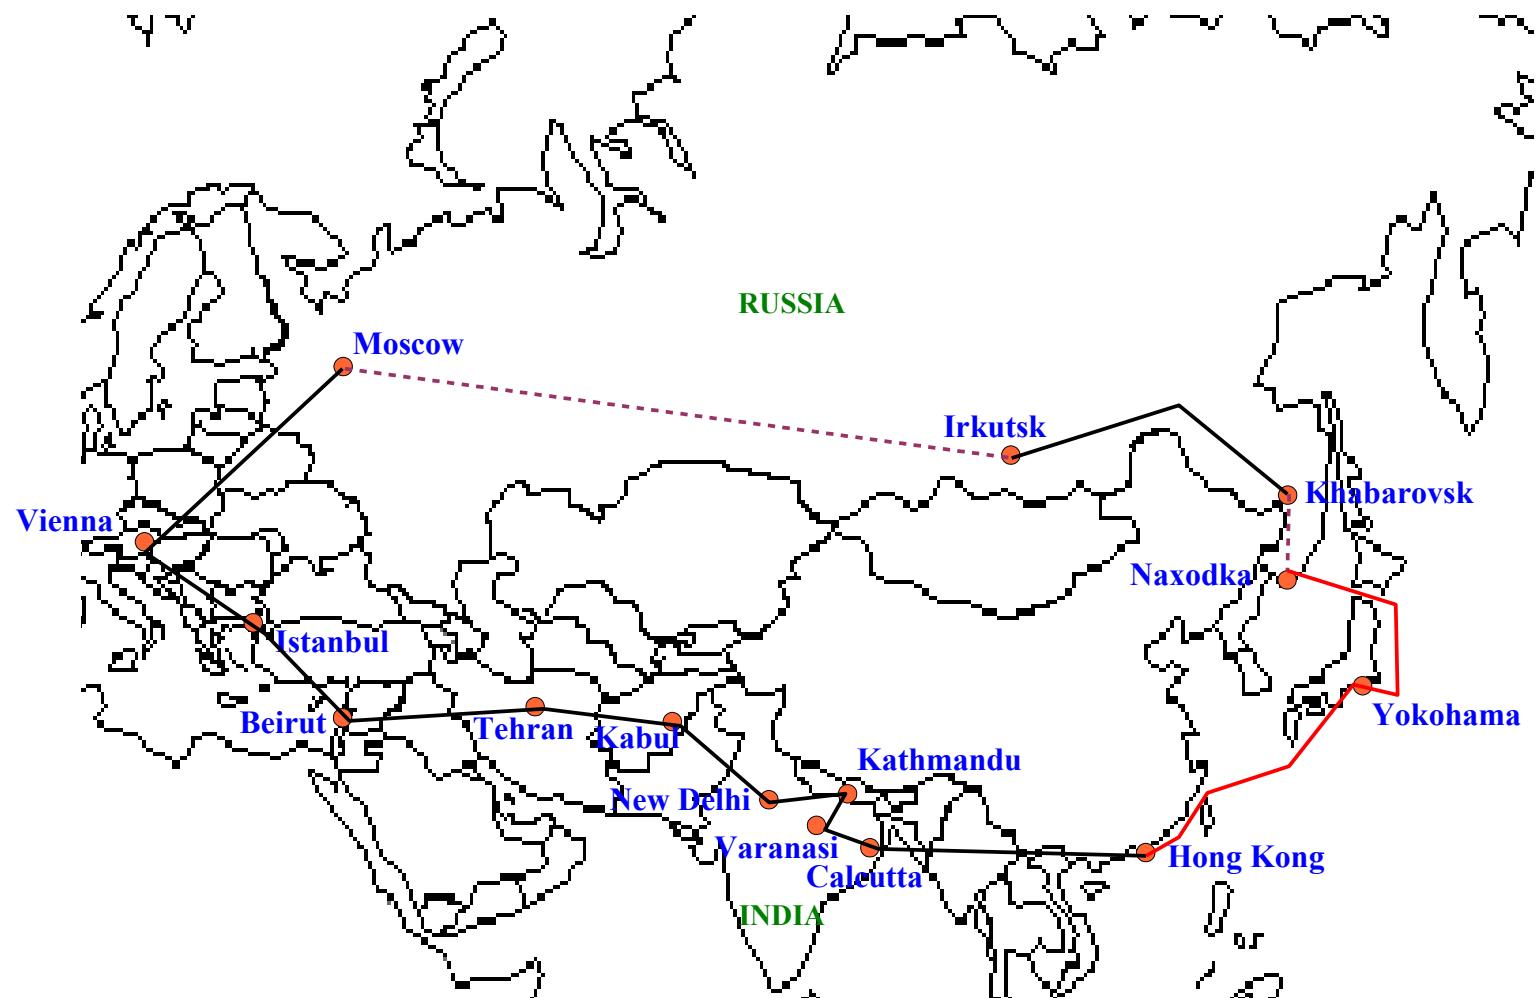 RUSSIA
Moscow
Irkutsk
Khabarovsk
Vienna
Naxodka
Istanbul
Beirut
Tehran
Kabul
Yokohama
Kathmandu
New Delhi
Varanasi
Hong Kong
Calcutta
INDIA